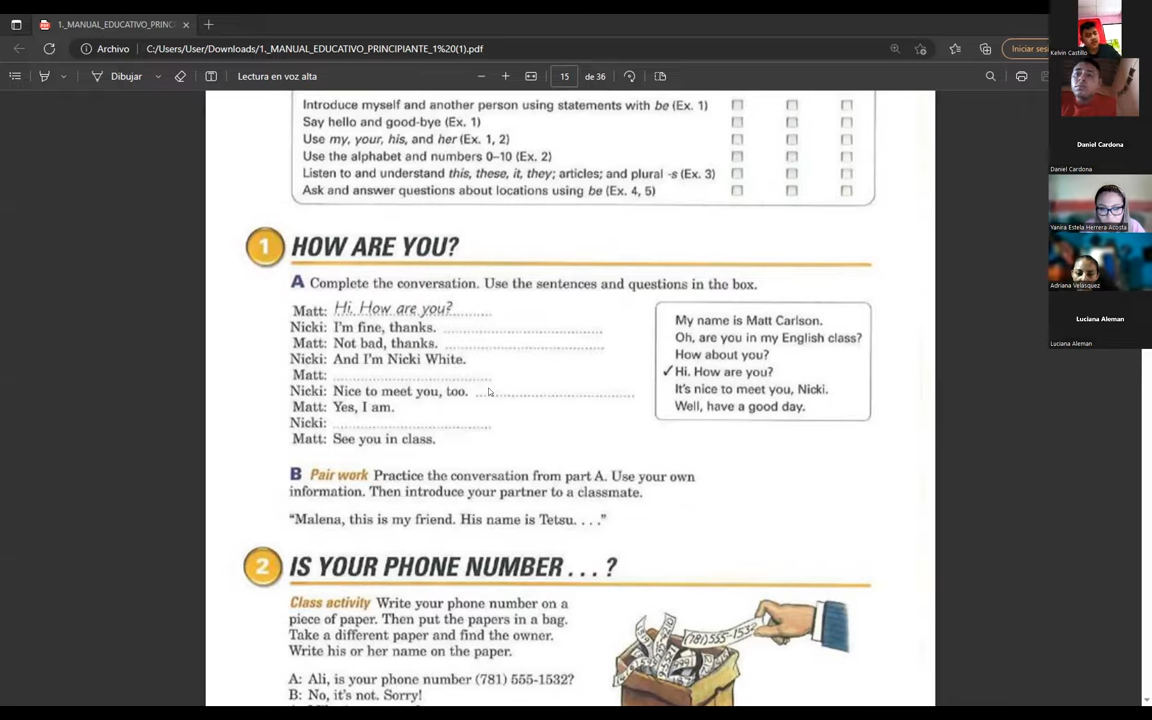 1._MANUAL_EDUCATIVO_PRINC
Archivo
C:/Users/User/Downloads/1._MANUAL_EDUCATIVO_PRINCIPIANTE_1%20(1).pdf
Iniciar sesi
Dibujar
Lectura en voz alta
15
de 36
Introduce myself and another person using statements with be (Ex. 1)
Say hello and good-bye (Ex. 1)
Use my, your, his, and her (Ex. 1, 2)
Use the alphabet and numbers 0–10 (Ex. 2)
Listen to and understand this, these, it, they; articles; and plural -s (Ex. 3)
Ask and answer questions about locations using be (Ex. 4, 5)
1 HOW ARE YOU?
A Complete the conversation. Use the sentences and questions in the box.
Matt: Hi. How are you?
Nicki: I'm fine, thanks.
Matt: Not bad, thanks.
Nicki: And I'm Nicki White.
Matt:
Nicki: Nice to meet you, too.
Matt: Yes, I am.
Nicki:
Matt: See you in class.
My name is Matt Carlson.
Oh, are you in my English class?
How about you?
✓Hi. How are you?
It's nice to meet you, Nicki.
Well, have a good day.
B Pair work Practice the conversation from part A. Use your own
information. Then introduce your partner to a classmate.
"Malena, this is my friend. His name is Tetsu. . . ."
2 IS YOUR PHONE NUMBER . . . ?
Class activity Write your phone number on a
piece of paper. Then put the papers in a bag.
Take a different paper and find the owner.
Write his or her name on the paper.
A: Ali, is your phone number (781) 555-1532?
B: No, it's not. Sorry!
(781)555-1532
Kelvin Castillo
Daniel Cardona
Daniel Cardona
Yanira Estela Herrera Acosta
Adriana Velasquez
Luciana Aleman
Luciana Aleman